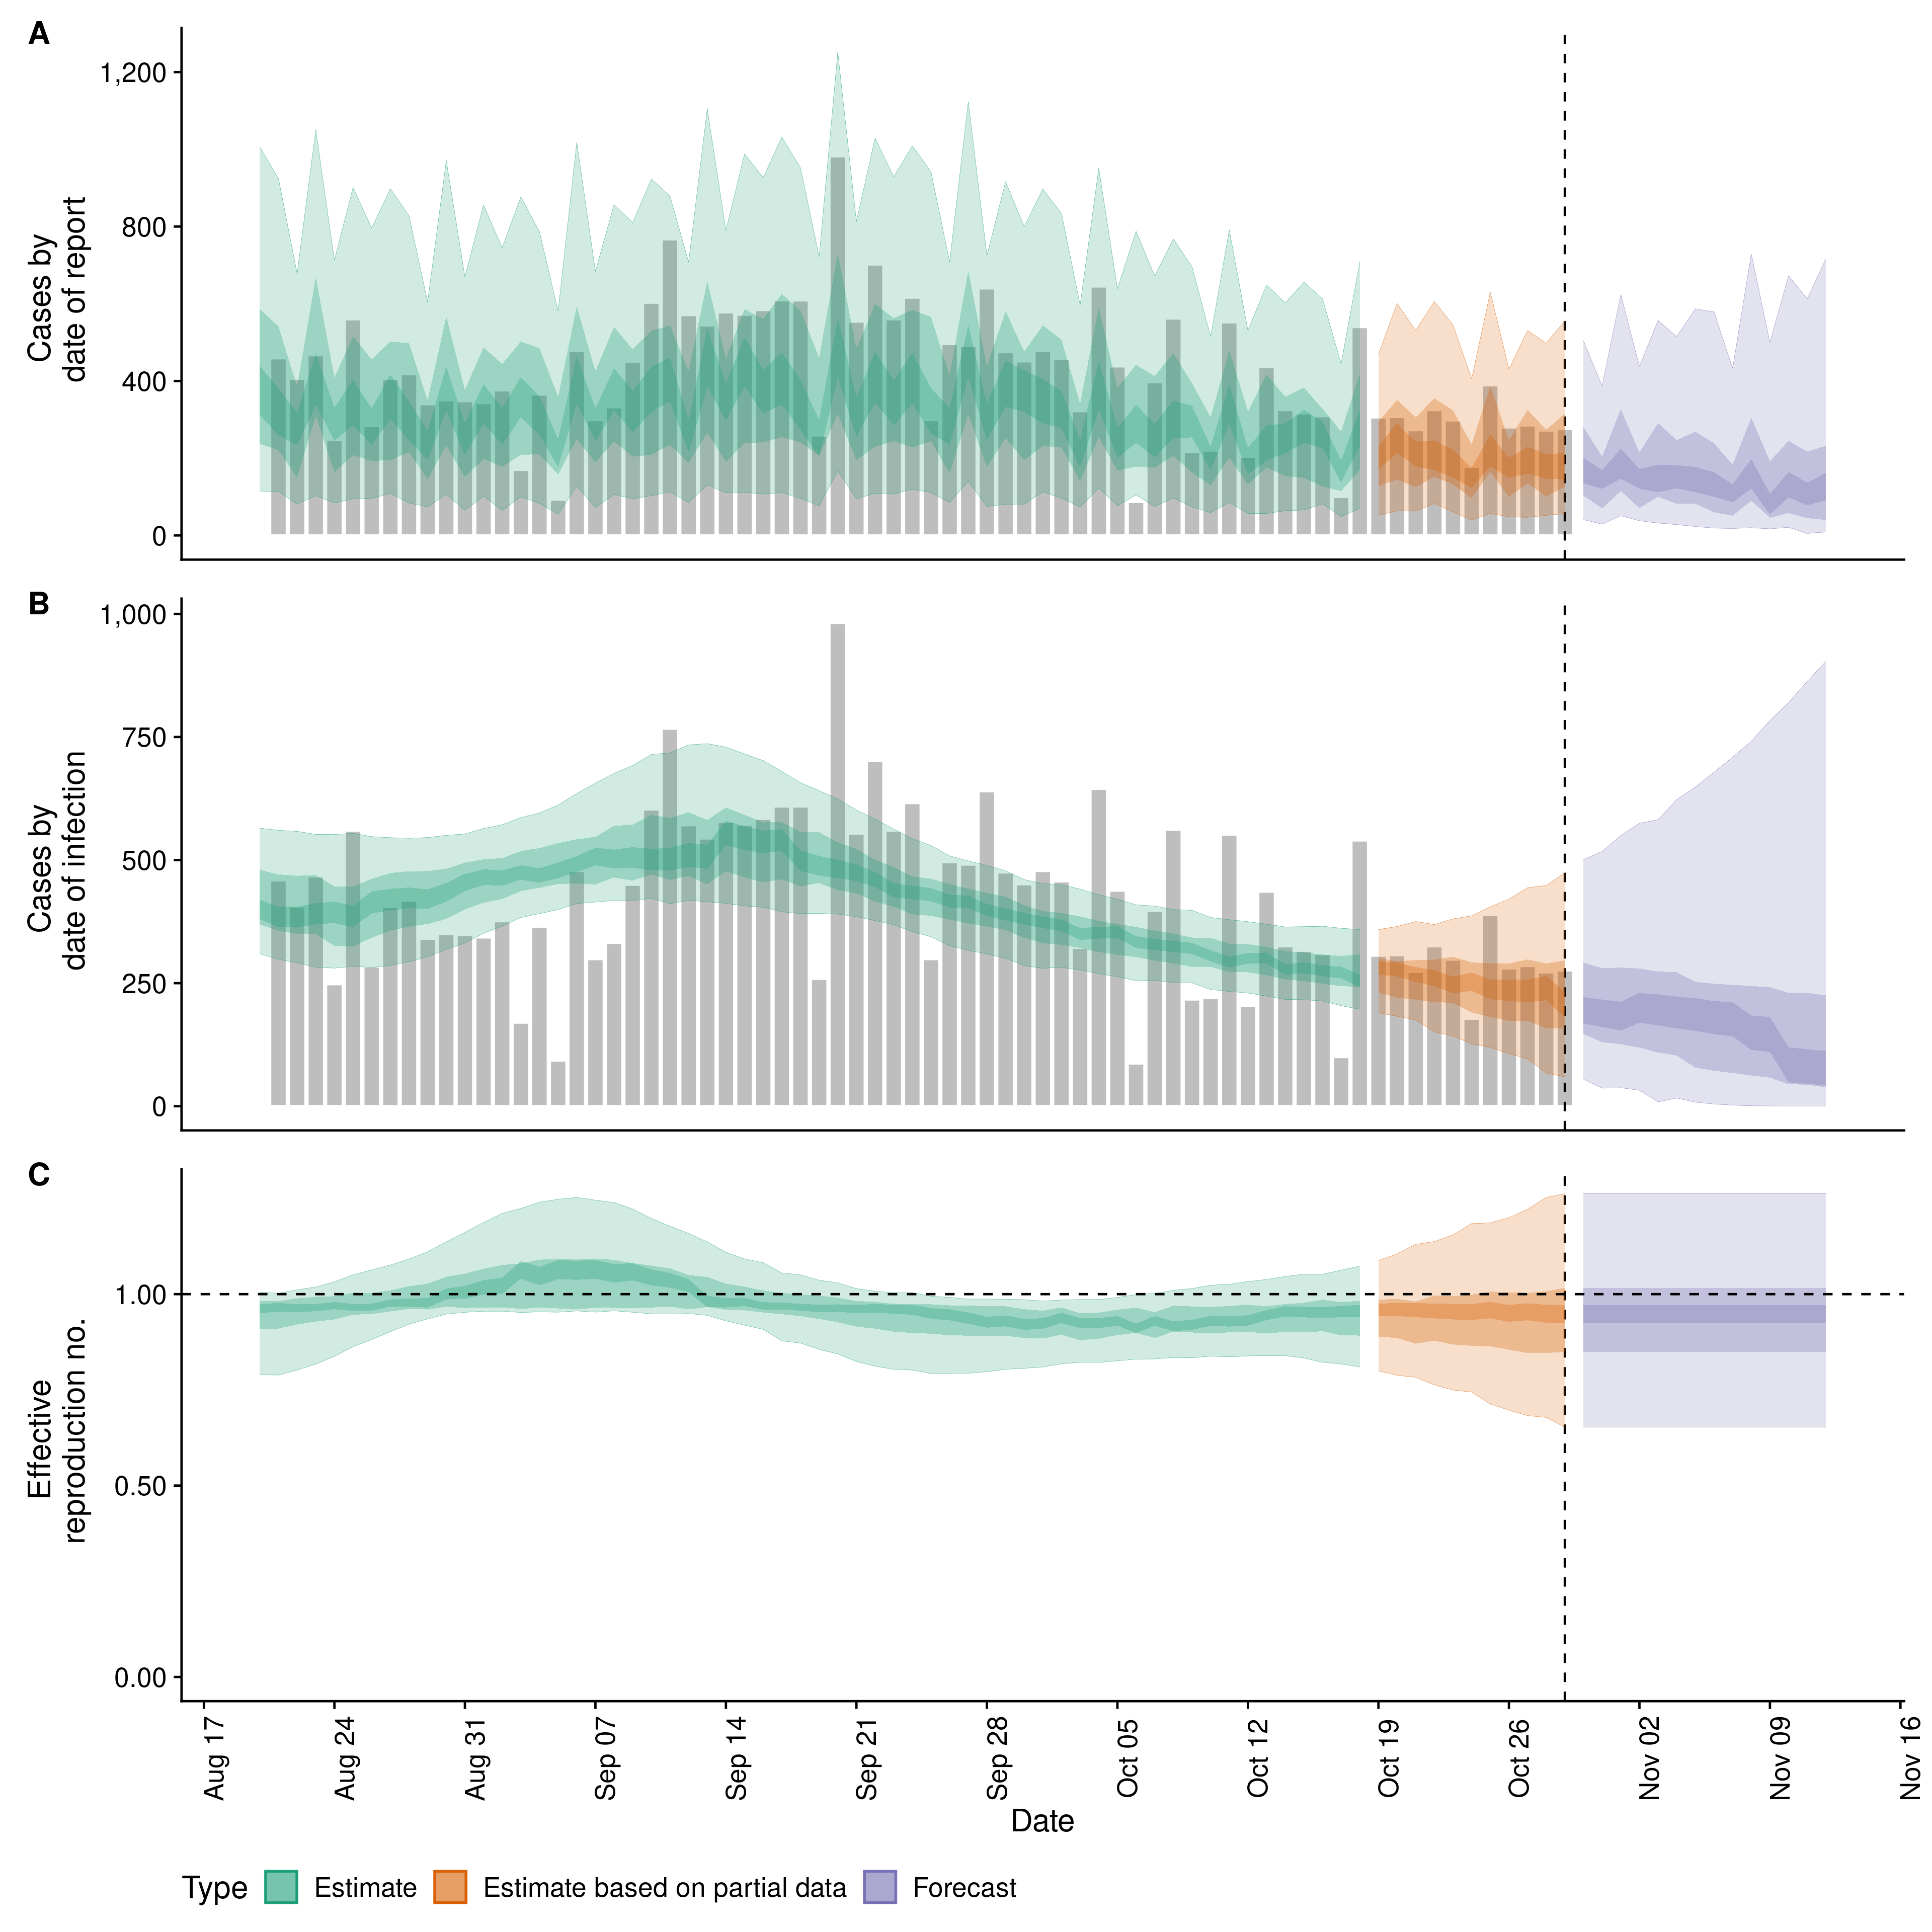 A
Cases by
date of report
1,200
800
400
0
B
Cases by
date of infection
1,000
750
500
250
0
C
Effective
reproduction no.
1.00
0.50
0.00
Aug 17
Aug 24
Aug 31
Sep 07
Sep 14
Sep 21
Sep 28
Oct 05
Oct 12
Oct 19
Oct 26
Nov 02
Nov 09
Nov 16
Date
Type Estimate Estimate based on partial data Forecast